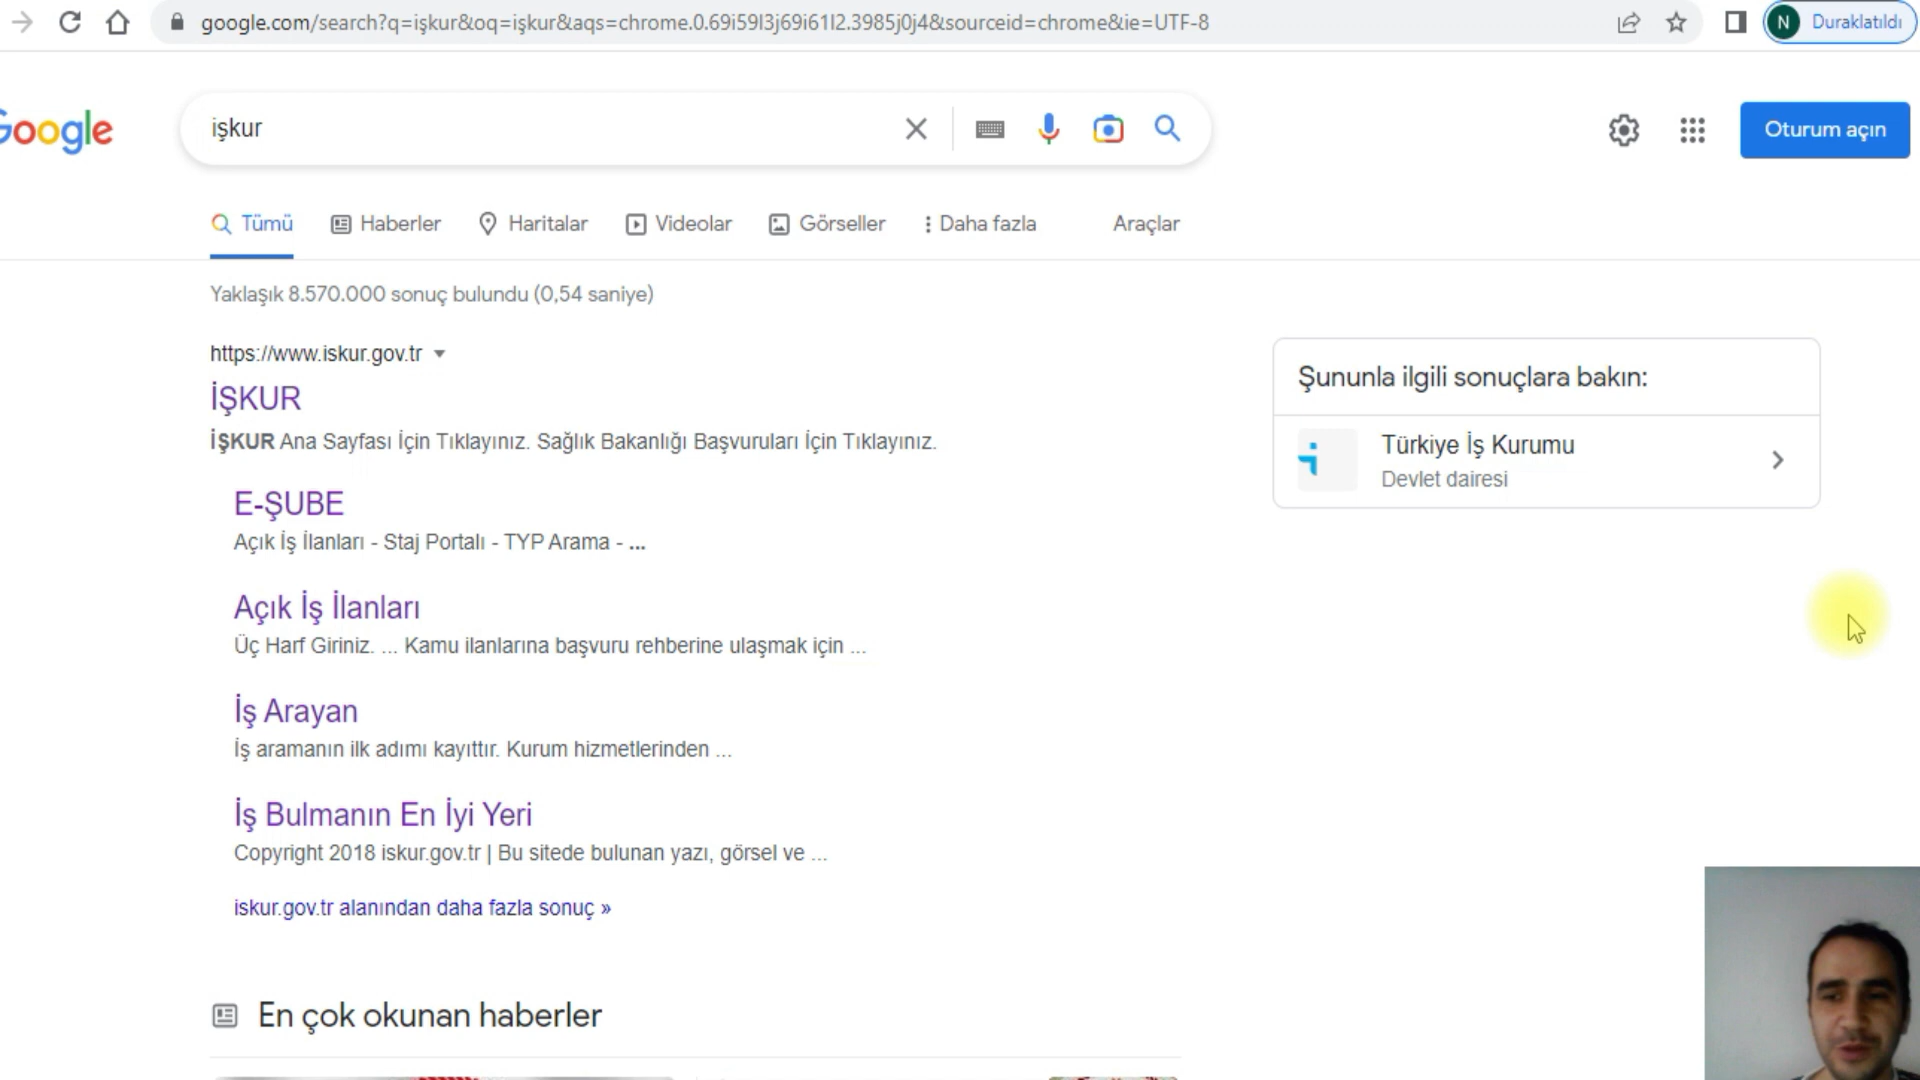 google.com/search?q=işkur&oq=işkur&aqs=chrome.0.69i59l3j69i61l2.3985j0j4&sourceid=chrome&ie=UTF-8
N Duraklatıldı
Google
işkur
Oturum açın
Tümü Haberler Haritalar Videolar Görseller Daha fazla Araçlar
Yaklaşık 8.570.000 sonuç bulundu (0,54 saniye)
https://www.iskur.gov.tr
İŞKUR
İŞKUR Ana Sayfası İçin Tıklayınız. Sağlık Bakanlığı Başvuruları İçin Tıklayınız.
E-ŞUBE
Açık İş İlanları - Staj Portalı - TYP Arama - ...
Açık İş İlanları
Üç Harf Giriniz. ... Kamu ilanlarına başvuru rehberine ulaşmak için ...
İş Arayan
İş aramanın ilk adımı kayıttır. Kurum hizmetlerinden ...
İş Bulmanın En İyi Yeri
Copyright 2018 iskur.gov.tr | Bu sitede bulunan yazı, görsel ve ...
iskur.gov.tr alanından daha fazla sonuç »
En çok okunan haberler
Şununla ilgili sonuçlara bakın:
Türkiye İş Kurumu
Devlet dairesi